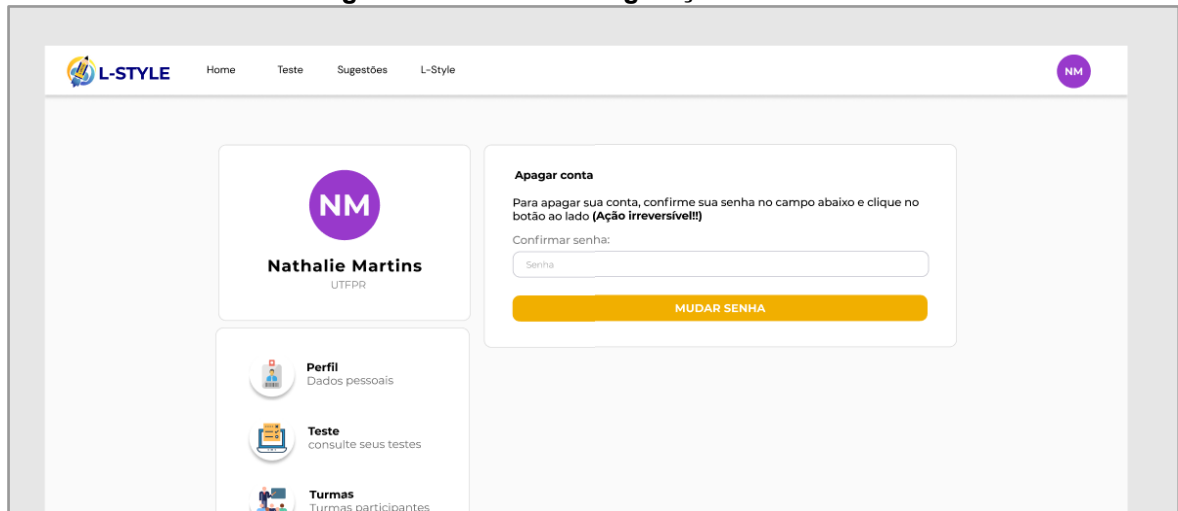 L-STYLE
Home Teste Sugestões L-Style
NM
NM
Nathalie Martins
UTFPR
Apagar conta
Para apagar sua conta, confirme sua senha no campo abaixo e clique no
botão ao lado (Ação irreversível!!)
Confirmar senha:
Senha
MUDAR SENHA
Perfil
Dados pessoais
Teste
consulte seus testes
Turmas
Turmas participantes